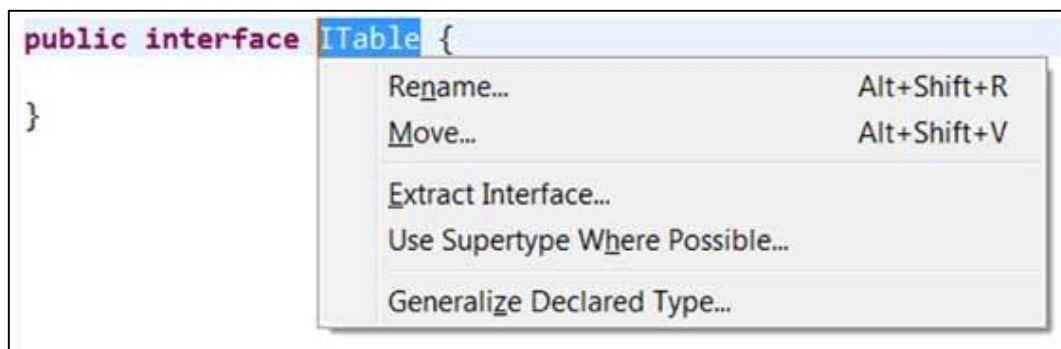 public interface ITable {
Rename... Alt+Shift+R
}
Move... Alt+Shift+V
Extract Interface...
Use Supertype Where Possible...
Generalize Declared Type...